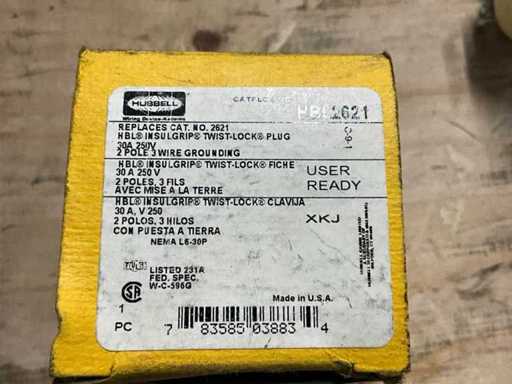 HUBBELL
Wiring Device-Kellems
HBL2621
REPLACES CAT. NO. 2621
HBL® INSULGRIP® TWIST-LOCK® PLUG
30A 250V
2 POLE 3 WIRE GROUNDING
HBL® INSULGRIP® TWIST-LOCK® FICHE
30 A 250 V
2 POLES, 3 FILS
AVEC MISE A LA TERRE
USER
READY
HBL® INSULGRIP® TWIST-LOCK® CLAVIJA
30 A, V 250
2 POLOS, 3 HILOS
CON PUESTA A TIERRA
XKJ
NEMA L6-30P
LISTED 231A
FED. SPEC.
W-C-596G
Made in U.S.A.
1
PC
7 83585 03883 4